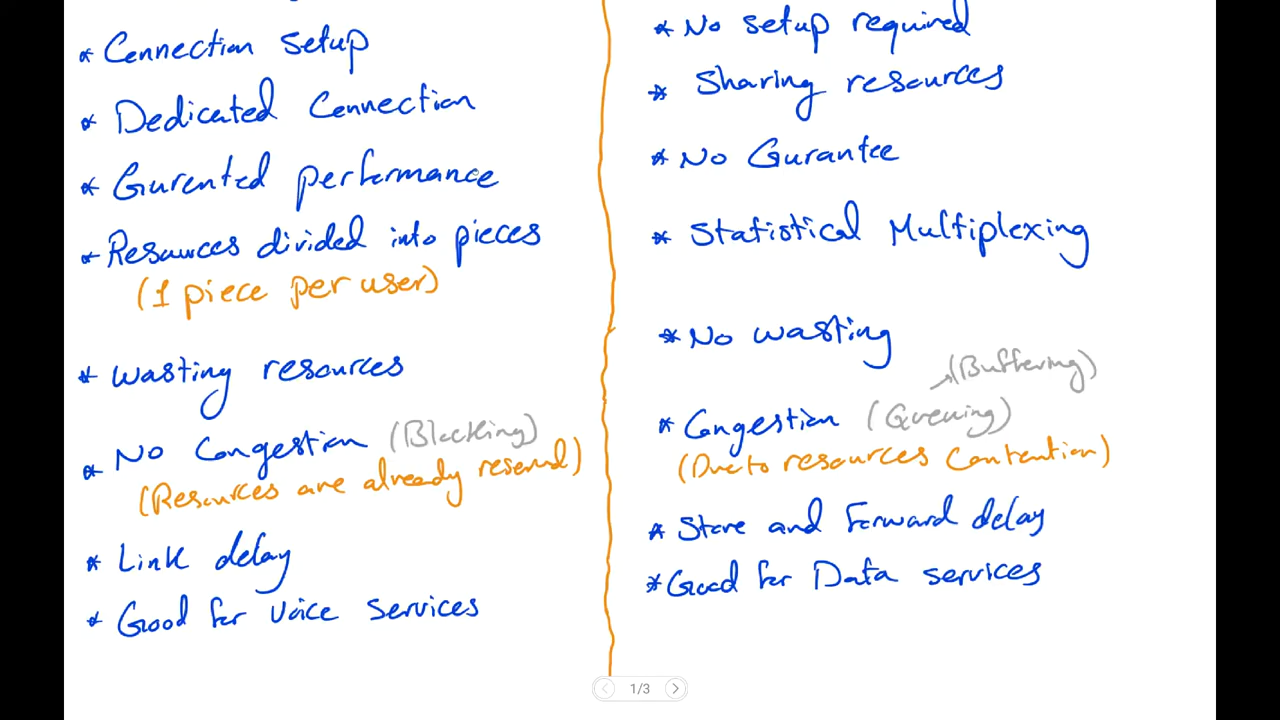 * Connection setup
* Dedicated Connection
* Gurented performance
* Resources divided into pieces
(1 piece per user)
* Wasting resources
* No Congestion (Blocking)
(Resources are already reserved)
* Link delay
* Good for Voice Services
* No setup required
* Sharing resources
* No Gurantee
* Statistical Multiplexing
* No wasting
(Buffering)
* Congestion (Queuing)
(Due to resources Contention)
* Store and Forward delay
* Good for Data services
1/3